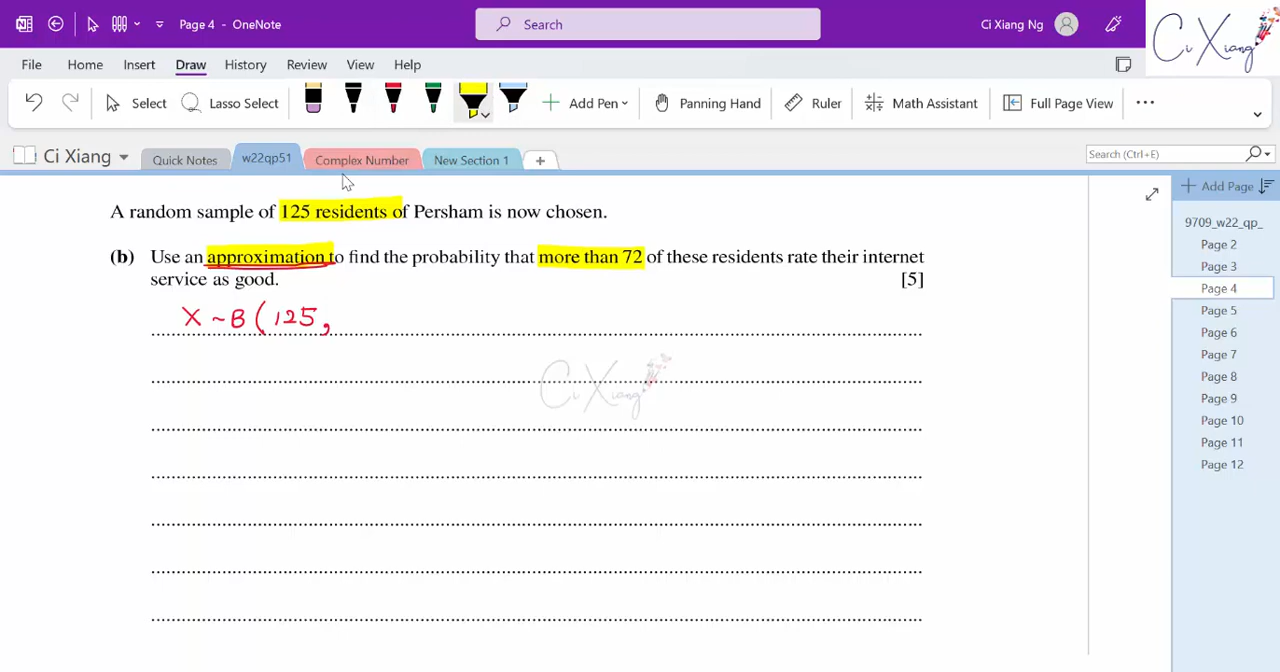 Page 4 - OneNote
Search
Ci Xiang Ng
Ci Xiang
File Home Insert Draw History Review View Help
Select Lasso Select Add Pen Panning Hand Ruler Math Assistant Full Page View ...
Ci Xiang Quick Notes w22qp51 Complex Number New Section 1 +
Search (Ctrl+E)
A random sample of 125 residents of Persham is now chosen.
(b) Use an approximation to find the probability that more than 72 of these residents rate their internet
service as good. [5]
X ~ B ( 125 ,
Ci Xiang
Add Page
9709_w22_qp_
Page 2
Page 3
Page 4
Page 5
Page 6
Page 7
Page 8
Page 9
Page 10
Page 11
Page 12